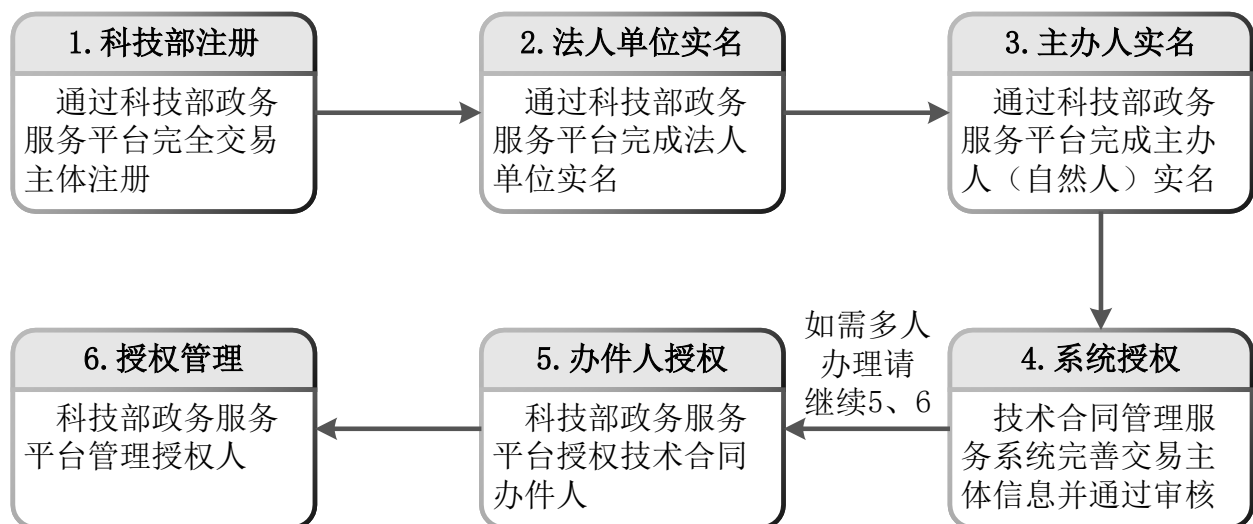 1.科技部注册
通过科技部政务
服务平台完全交易
主体注册
2.法人单位实名
通过科技部政务
服务平台完成法人
单位实名
3.主办人实名
通过科技部政务
服务平台完成主办
人（自然人）实名
4.系统授权
技术合同管理服
务系统完善交易主
体信息并通过审核
如需多人
办理请
继续5、6
5.办件人授权
科技部政务服务
平台授权技术合同
办件人
6.授权管理
科技部政务服务
平台管理授权人